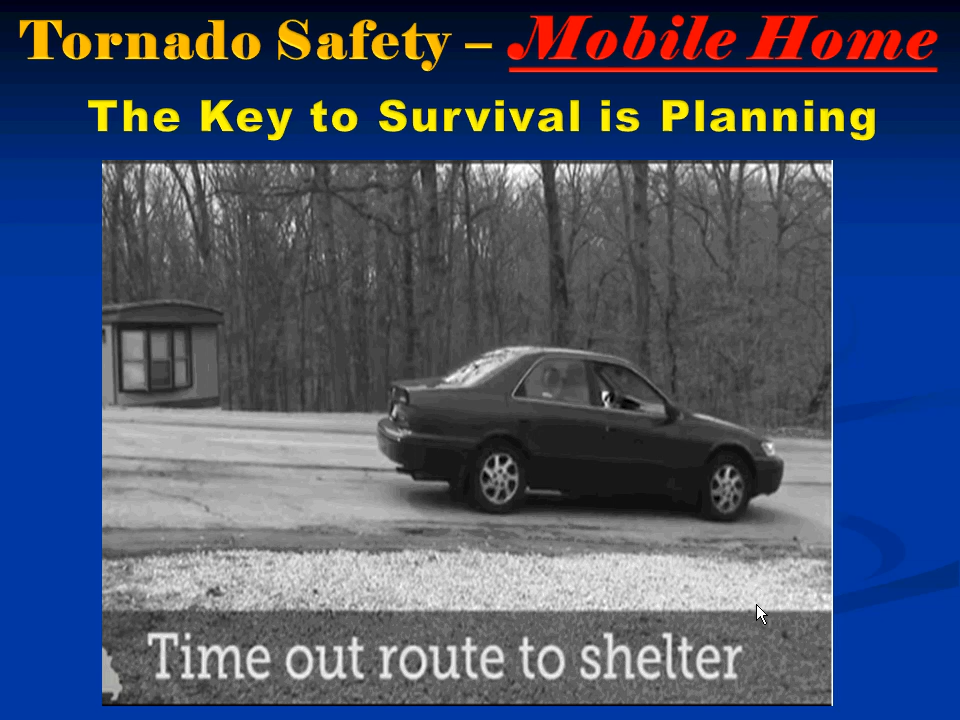 Tornado Safety – Mobile Home
The Key to Survival is Planning
Time out route to shelter